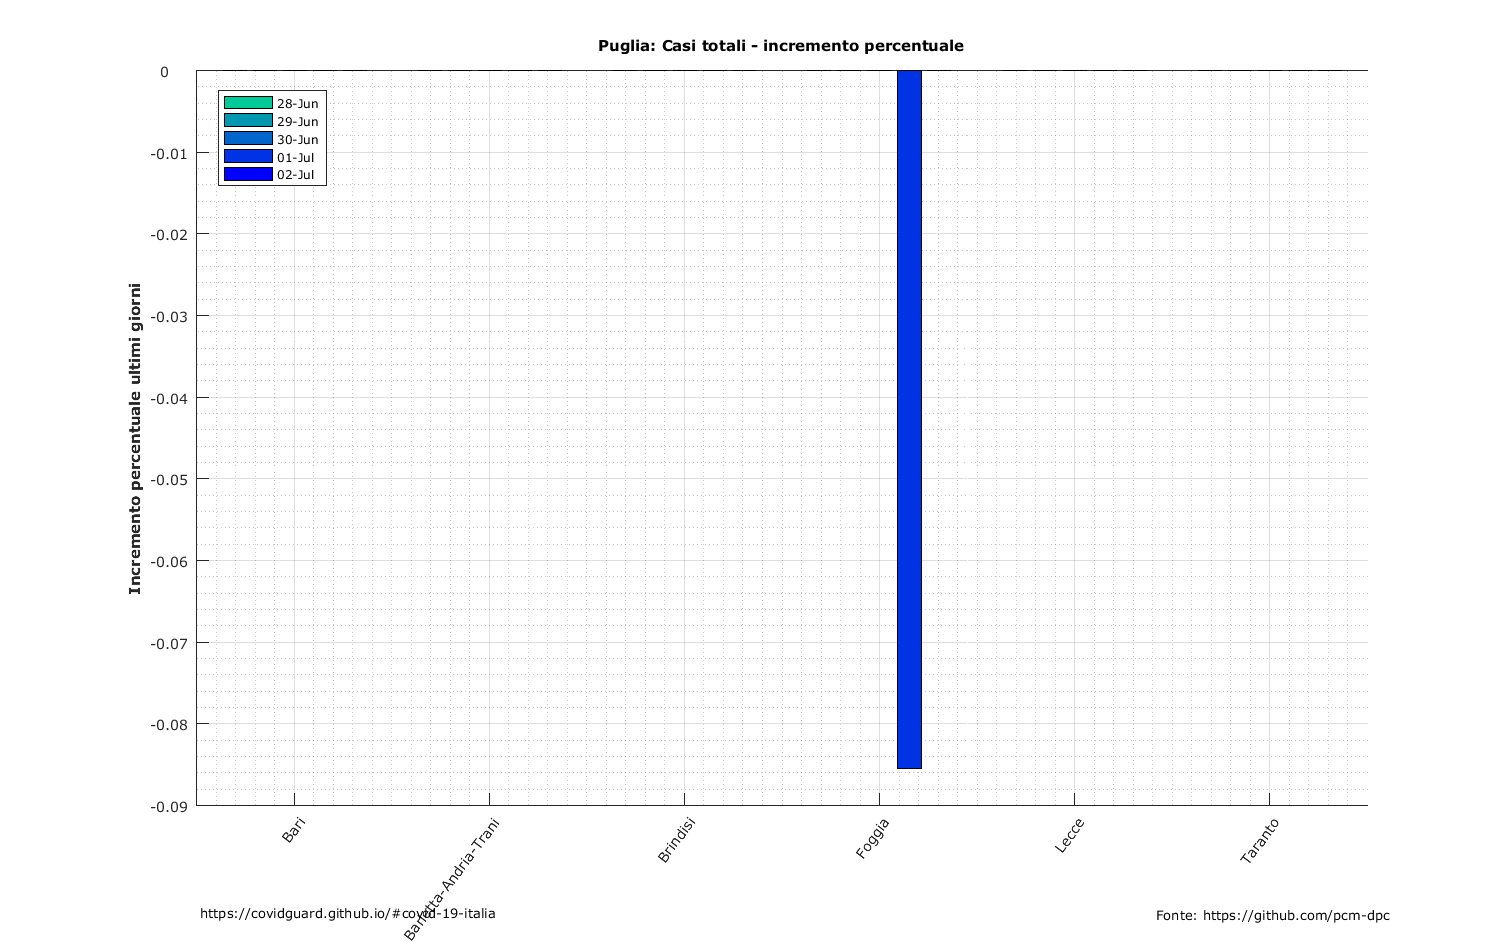 Puglia: Casi totali - incremento percentuale
0
-0.01
-0.02
-0.03
-0.04
-0.05
-0.06
-0.07
-0.08
-0.09
28-Jun
29-Jun
30-Jun
01-Jul
02-Jul
Incremento percentuale ultimi giorni
Bari
Barletta-Andria-Trani
Brindisi
Foggia
Lecce
Taranto
https://covidguard.github.io/#covid-19-italia
Fonte: https://github.com/pcm-dpc